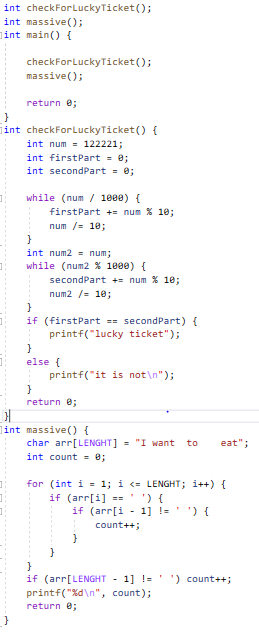 int checkForLuckyTicket();
int massive();
int main() {
checkForLuckyTicket();
massive();
return 0;
}
int checkForLuckyTicket() {
int num = 122221;
int firstPart = 0;
int secondPart = 0;
while (num / 1000) {
firstPart += num % 10;
num /= 10;
}
int num2 = num;
while (num2 % 1000) {
secondPart += num % 10;
num2 /= 10;
}
if (firstPart == secondPart) {
printf("lucky ticket");
}
else {
printf("it is not\n");
}
return 0;
}
int massive() {
char arr[LENGHT] = "I want  to    eat";
int count = 0;
for (int i = 1; i <= LENGHT; i++) {
if (arr[i] == ' ') {
if (arr[i - 1] != ' ') {
count++;
}
}
}
if (arr[LENGHT - 1] != ' ') count++;
printf("%d\n", count);
return 0;
}